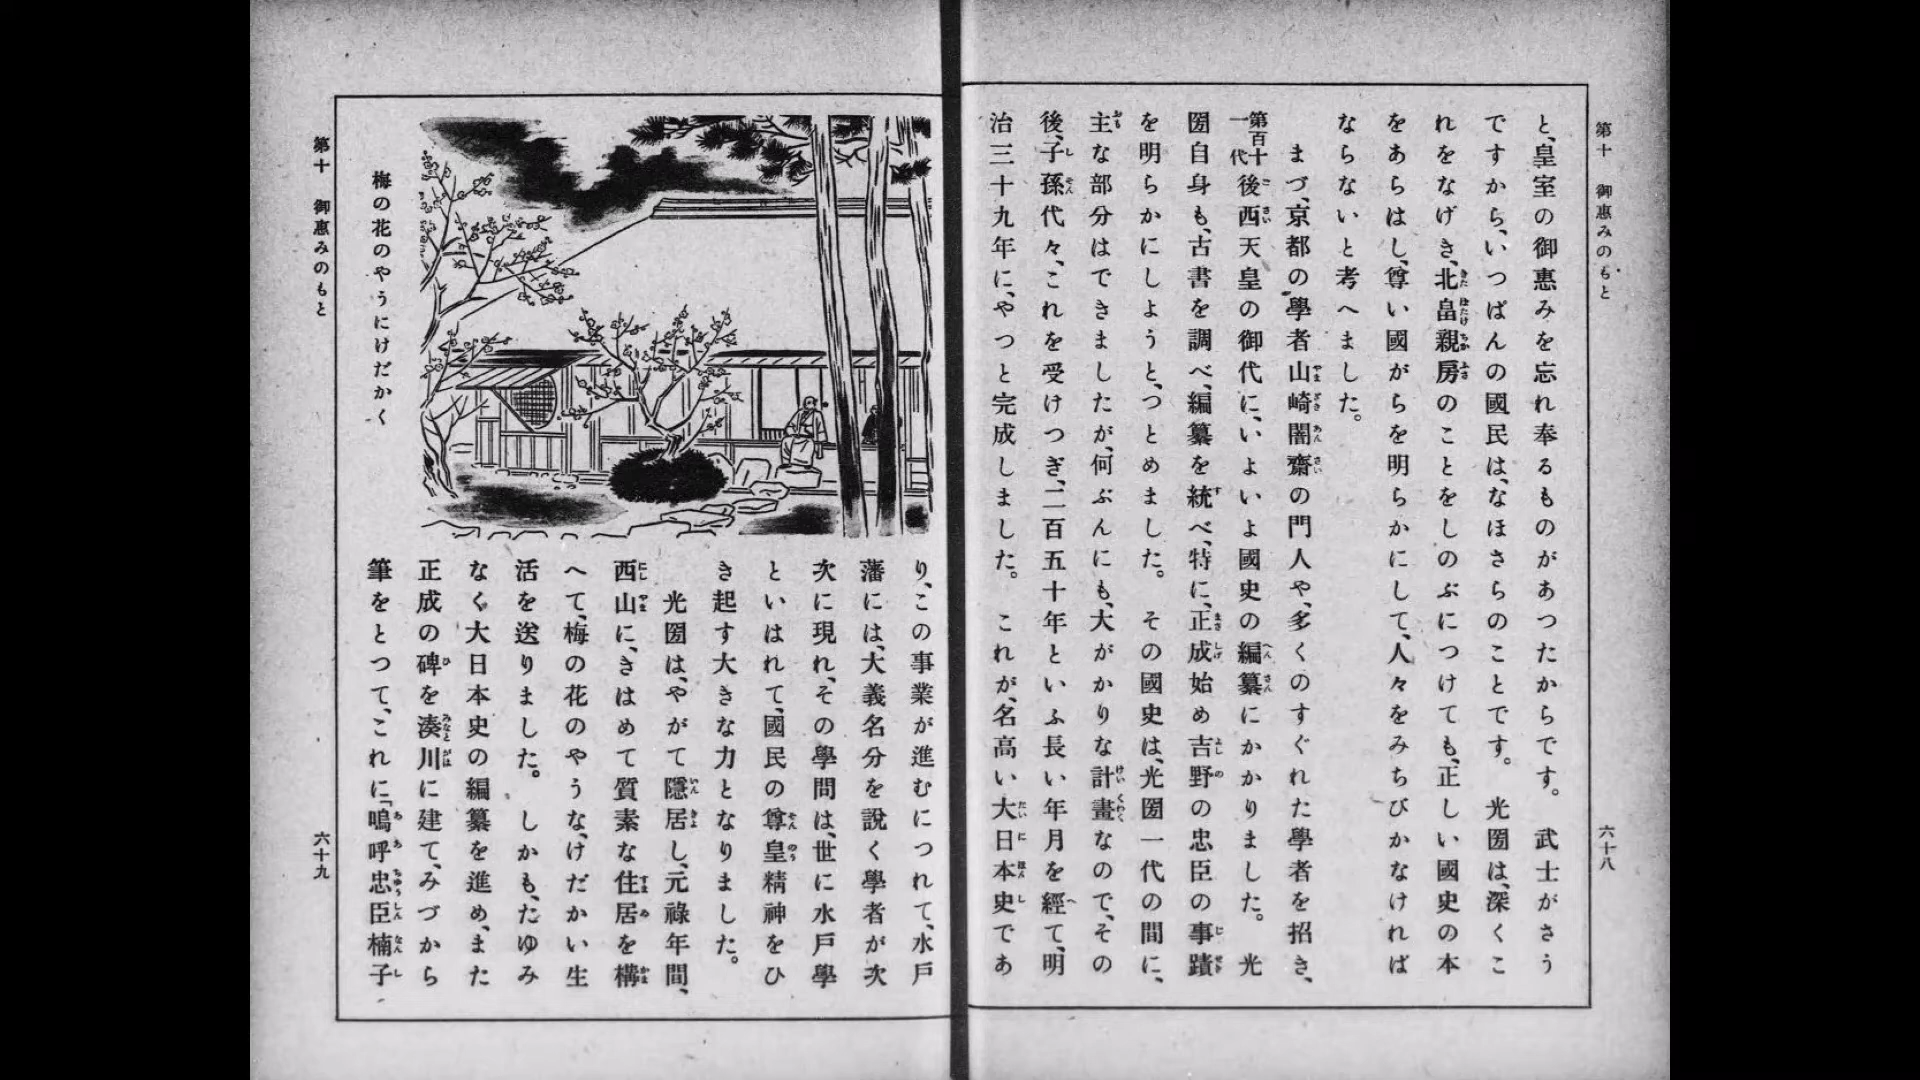 第十　御惠みのもと
六十八
と、皇室の御惠みを忘れ奉るものがあつたからです。　武士がさう
ですから、いつぱんの國民は、なほさらのことです。　光圀は、深くこ
れをなげき、北畠親房のことをしのぶにつけても、正しい國史の本
をあらはし、尊い國がらを明らかにして、人々をみちびかなければ
ならないと考へました。
まづ、京都の學者山崎闇齋の門人や、多くのすぐれた學者を招き、
第百十一代後西天皇の御代に、いよいよ國史の編纂にかかりました。　光
圀自身も、古書を調べ、編纂を統べ、特に、正成始め吉野の忠臣の事蹟
を明らかにしようと、つとめました。　その國史は、光圀一代の間に、
主な部分はできましたが、何ぶんにも、大がかりな計畫なので、その
後、子孫代々、これを受けつぎ、二百五十年といふ長い年月を經て、明
治三十九年に、やつと完成しました。　これが、名高い大日本史であ
り、この事業が進むにつれて、水戸
藩には、大義名分を說く學者が次
次に現れ、その學問は、世に水戸學
といはれて、國民の尊皇精神をひ
き起す大きな力となりました。
光圀は、やがて隱居し、元祿年間、
西山に、きはめて質素な住居を構
へて、梅の花のやうな、けだかい生
活を送りました。　しかも、たゆみ
なく大日本史の編纂を進め、また
正成の碑を湊川に建て、みづから
筆をとつて、これに「嗚呼忠臣楠子
梅の花のやうにけだかく
第十　御惠みのもと
六十九